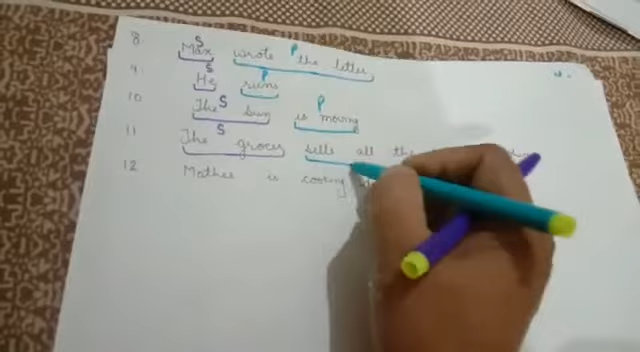 8 Max wrote the letter S P
9 He runs S P
10 The sun is moving S P
11 The grocer sells all the S
12 Mother is cooking